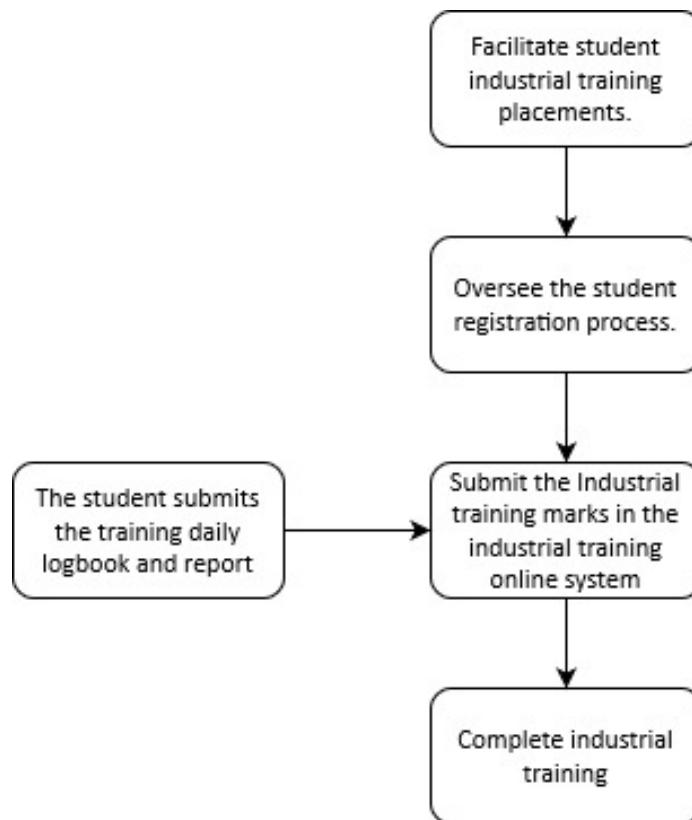 Facilitate student
industrial training
placements.
Oversee the student
registration process.
The student submits
the training daily
logbook and report
Submit the Industrial
training marks in the
industrial training
online system
Complete industrial
training